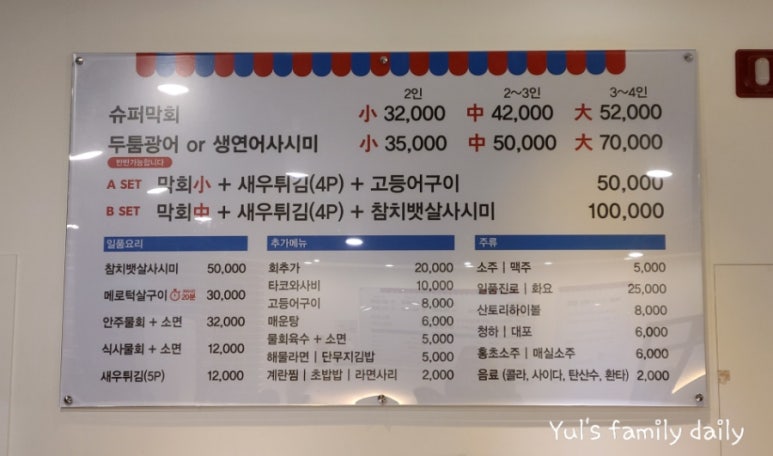 2인 2~3인 3~4인
슈퍼막회 小 32,000 中 42,000 大 52,000
두툼광어 or 생연어사시미 小 35,000 中 50,000 大 70,000
반반가능합니다
A SET 막회小 + 새우튀김(4P) + 고등어구이 50,000
B SET 막회中 + 새우튀김(4P) + 참치뱃살사시미 100,000
일품요리
참치뱃살사시미 50,000
메로턱살구이 20분 30,000
안주물회 + 소면 32,000
식사물회 + 소면 12,000
새우튀김(5P) 12,000
추가메뉴
회추가 20,000
타코와사비 10,000
고등어구이 8,000
매운탕 6,000
물회육수 + 소면 5,000
해물라면 | 단무지김밥 5,000
계란찜 | 초밥밥 | 라면사리 2,000
주류
소주 | 맥주 5,000
일품진로 | 화요 25,000
산토리하이볼 8,000
청하 | 대포 6,000
홍초소주 | 매실소주 6,000
음료 (콜라, 사이다, 탄산수, 환타) 2,000
Yul's family daily